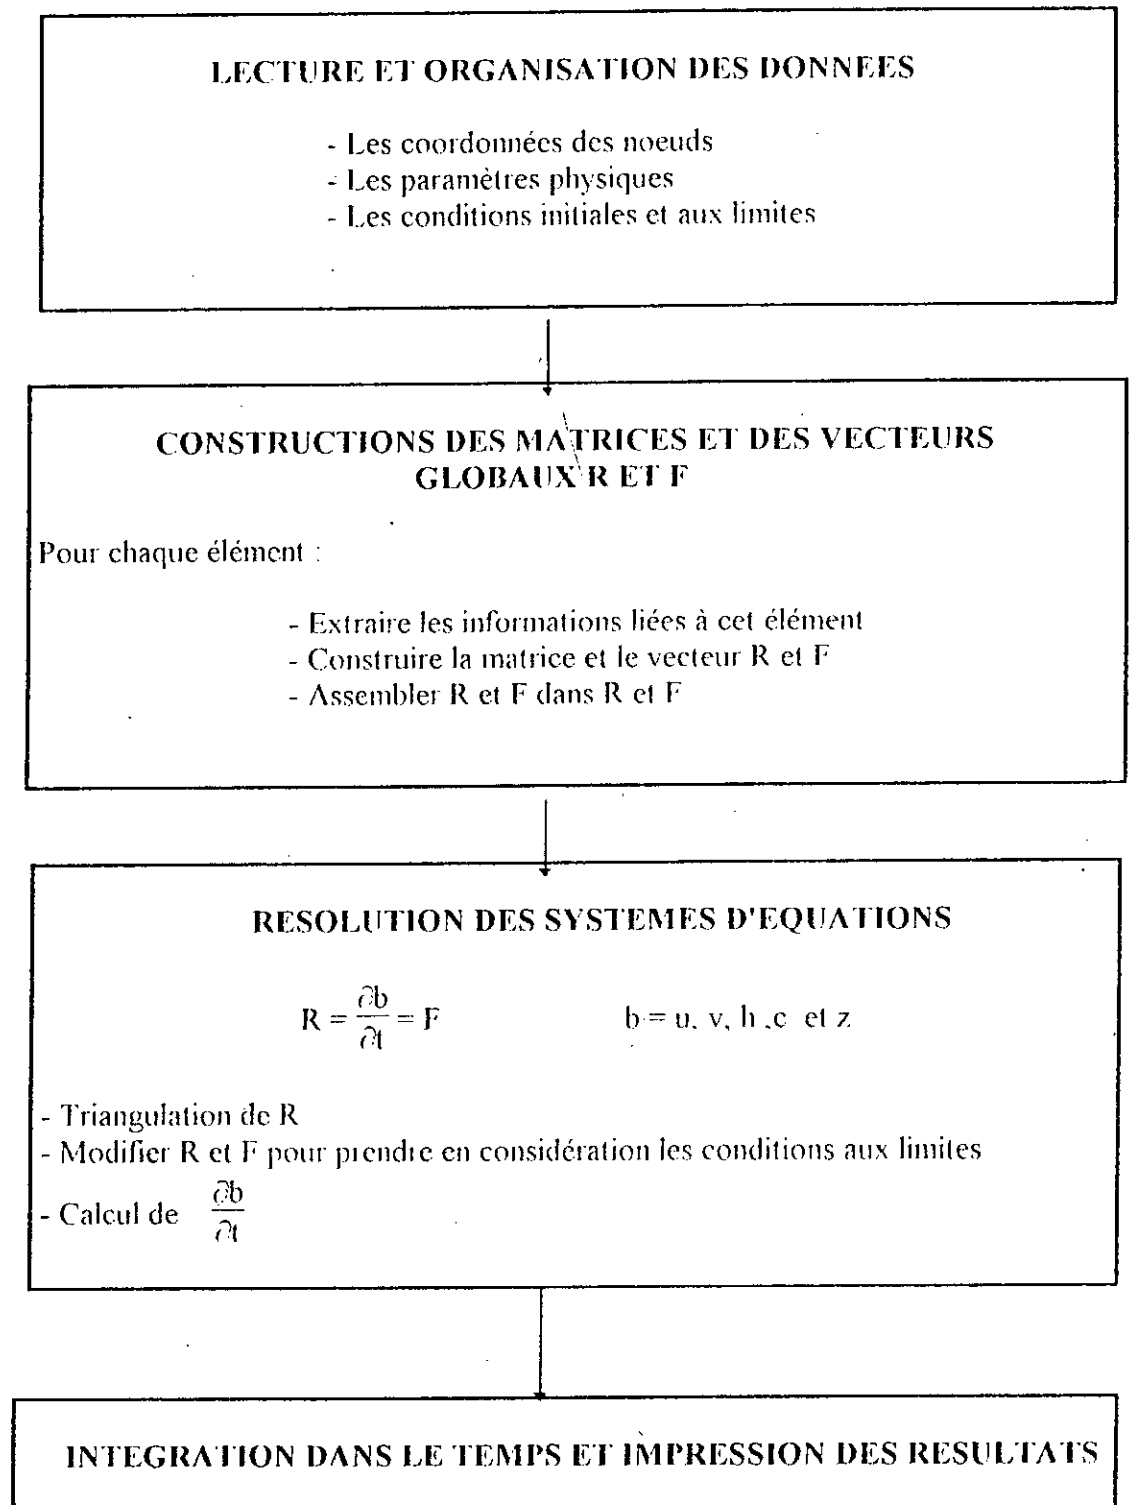 LECTURE ET ORGANISATION DES DONNEES
- Les coordonnées des noeuds
- Les paramètres physiques
- Les conditions initiales et aux limites
CONSTRUCTIONS DES MATRICES ET DES VECTEURS
GLOBAUX R ET F
Pour chaque élément :
- Extraire les informations liées à cet élément
- Construire la matrice et le vecteur R et F
- Assembler R et F dans R et F
RESOLUTION DES SYSTEMES D'EQUATIONS
R = ∂b/∂t = F b = u, v, h ,c et z
- Triangulation de R
- Modifier R et F pour prendre en considération les conditions aux limites
- Calcul de ∂b/∂t
INTEGRATION DANS LE TEMPS ET IMPRESSION DES RESULTATS